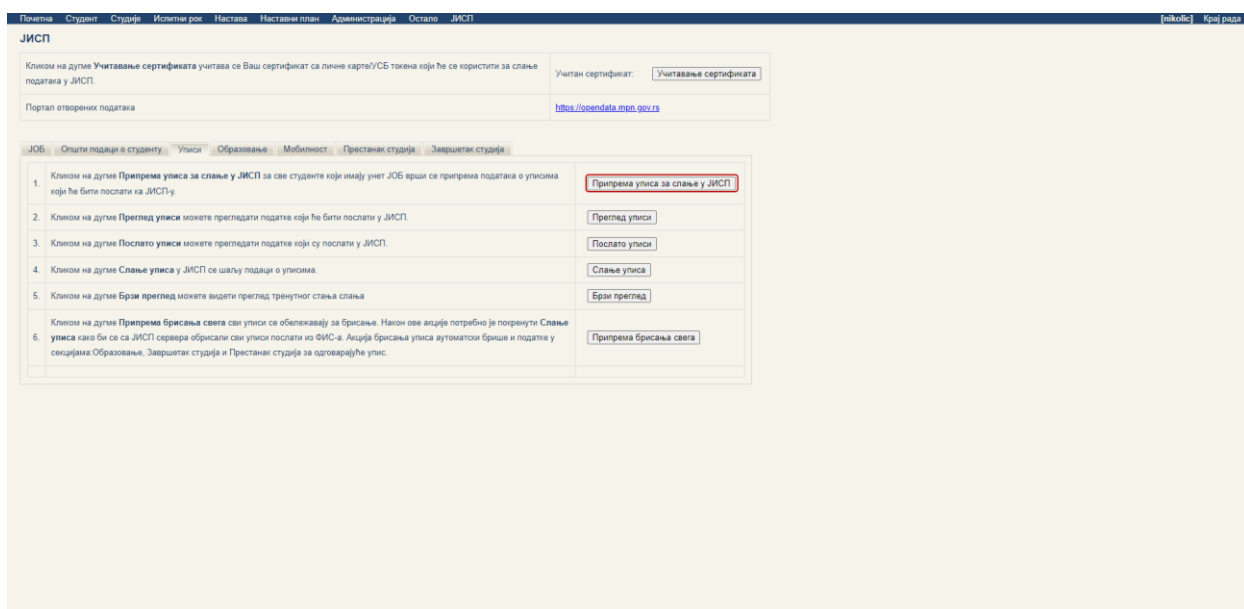 Почетна Студент Студије Испитни рок Настава Наставни план Администрација Остало ЈИСП [nikolic] Крај рада
ЈИСП
Кликом на дугме Учитавање сертификата учитава се Ваш сертификат са личне карте/УСБ токена који ће се користити за слање
података у ЈИСП.
Учитан сертификат: Учитавање сертификата
Портал отворених података https://opendata.mpn.gov.rs
ЈОБ Општи подаци о студенту Уписи Образовање Мобилност Престанак студија Завршетак студија
1. Кликом на дугме Припрема уписа за слање у ЈИСП за све студенте који имају унет ЈОБ врши се припрема података о уписима
који ће бити послати ка ЈИСП-у.
Припрема уписа за слање у ЈИСП
2. Кликом на дугме Преглед уписи можете прегледати податке који ће бити послати у ЈИСП. Преглед уписи
3. Кликом на дугме Послато уписи можете прегледати податке који су послати у ЈИСП. Послато уписи
4. Кликом на дугме Слање уписа у ЈИСП се шаљу подаци о уписима. Слање уписа
5. Кликом на дугме Брзи преглед можете видети преглед тренутног стања слања Брзи преглед
6. Кликом на дугме Припрема брисања свега сви уписи се обележавају за брисање. Након ове акције потребно је покренути Слање
уписа како би се са ЈИСП сервера обрисали сви уписи послати из ФИС-а. Акција брисања уписа аутоматски брише и податке у
секцијама:Образовање, Завршетак студија и Престанак студија за одговарајуће упис.
Припрема брисања свега